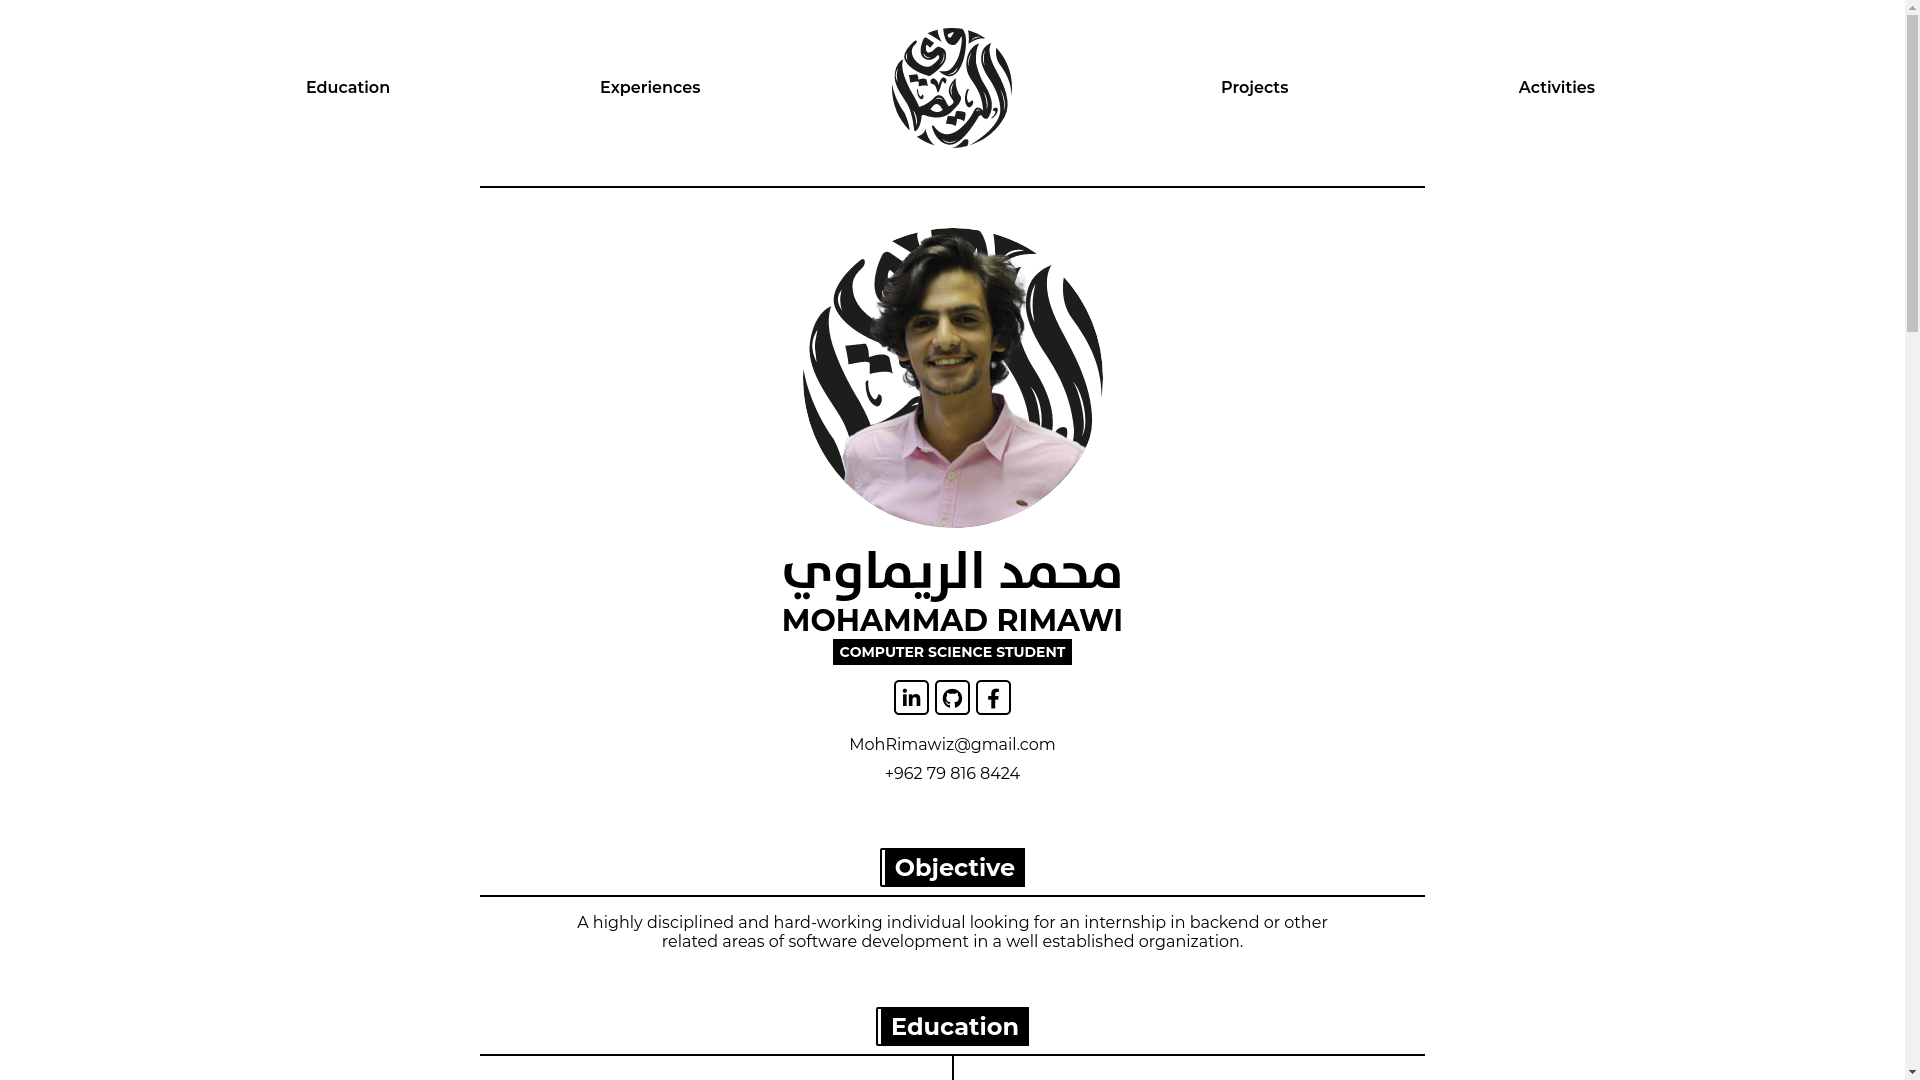 Education
Experiences
الريماوي
Projects
Activities
محمد الريماوي
MOHAMMAD RIMAWI
COMPUTER SCIENCE STUDENT
in
f
MohRimawiz@gmail.com
+962 79 816 8424
Objective
A highly disciplined and hard-working individual looking for an internship in backend or other
related areas of software development in a well established organization.
Education